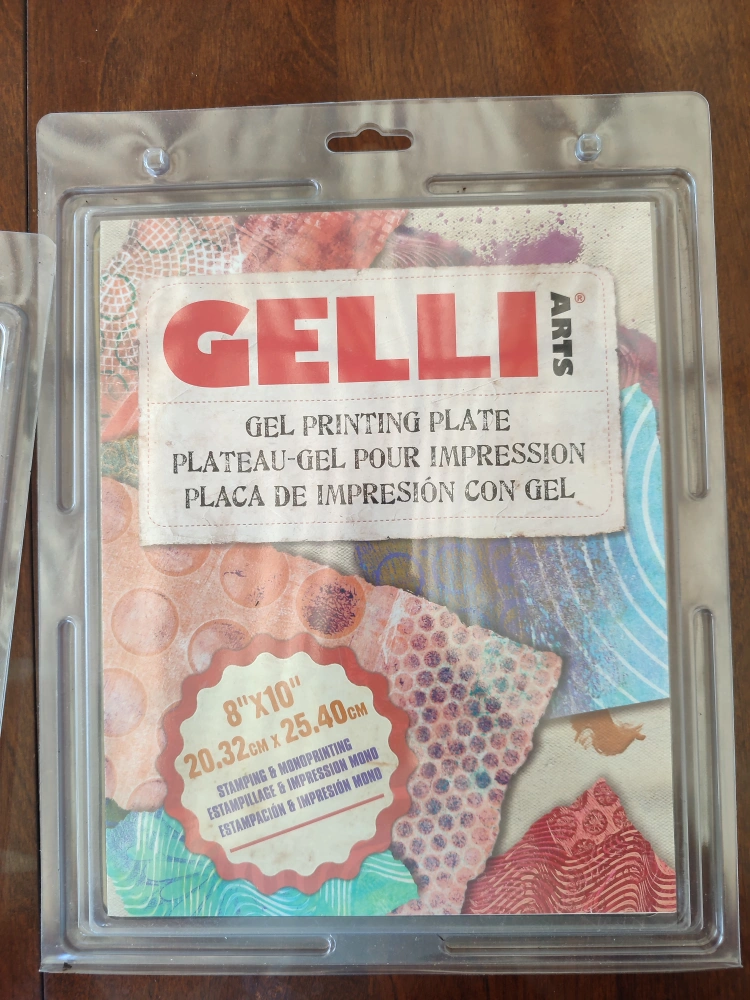 GELLI ARTS®
GEL PRINTING PLATE
PLATEAU-GEL POUR IMPRESSION
PLACA DE IMPRESIÓN CON GEL
8"X10"
20.32CM X 25.40CM
STAMPING & MONOPRINTING
ESTAMPILLAGE & IMPRESSION MONO
ESTAMPACIÓN & IMPRESIÓN MONO